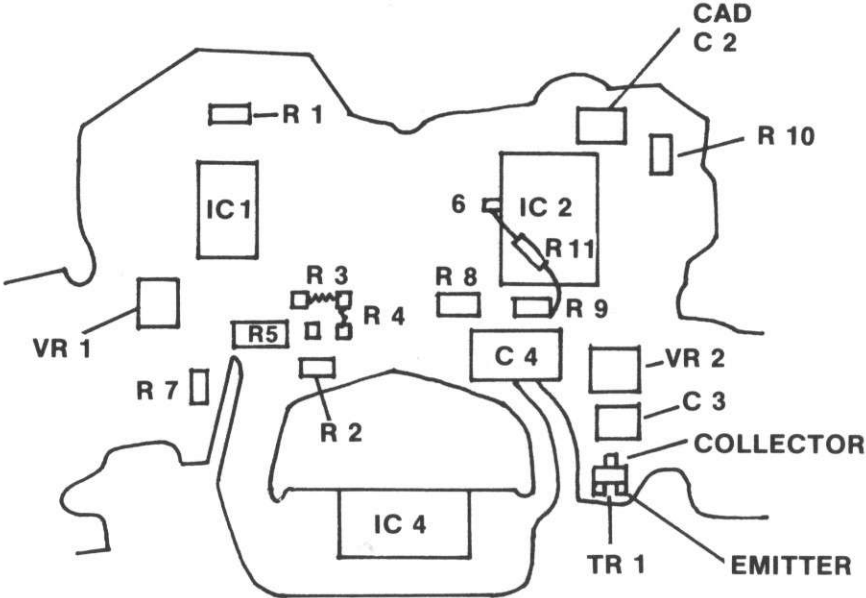 CAD
C 2
R 1
R 10
6
IC 2
IC1
R 11
R 3
R 8
R 4
R 9
VR 1
R5
C 4
VR 2
R 7
C 3
R 2
COLLECTOR
IC 4
TR 1
EMITTER